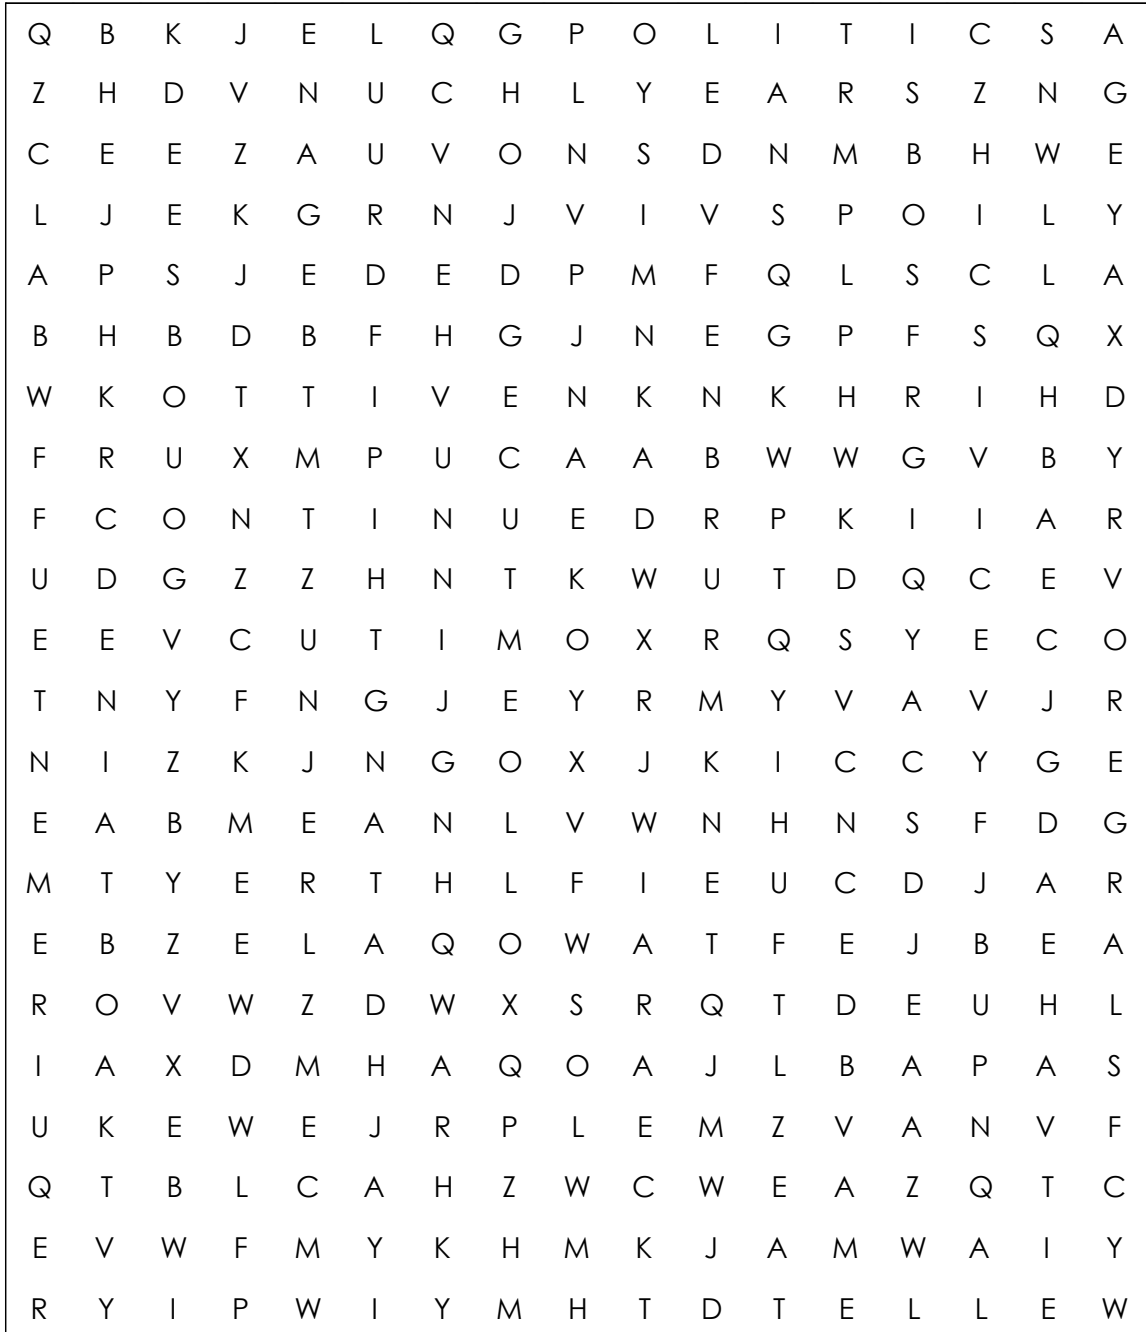 Q B K J E L Q G P O L I T I C S A
Z H D V N U C H L Y E A R S Z N G
C E E Z A U V O N S D N M B H W E
L J E K G R N J V I V S P O I L Y
A P S J E D E D P M F Q L S C L A
B H B D B F H G J N E G P F S Q X
W K O T T I V E N K N K H R I H D
F R U X M P U C A A B W W G V B Y
F C O N T I N U E D R P K I I A R
U D G Z Z H N T K W U T D Q C E V
E E V C U T I M O X R Q S Y E C O
T N Y F N G J E Y R M Y V A V J R
N I Z K J N G O X J K I C C Y G E
E A B M E A N L V W N H N S F D G
M T Y E R T H L F I E U C D J A R
E B Z E L A Q O W A T F E J B E A
R O V W Z D W X S R Q T D E U H L
I A X D M H A Q O A J L B A P A S
U K E W E J R P L E M Z V A N V F
Q T B L C A H Z W C W E A Z Q T C
E V W F M Y K H M K J A M W A I Y
R Y I P W I Y M H T D T E L L E W